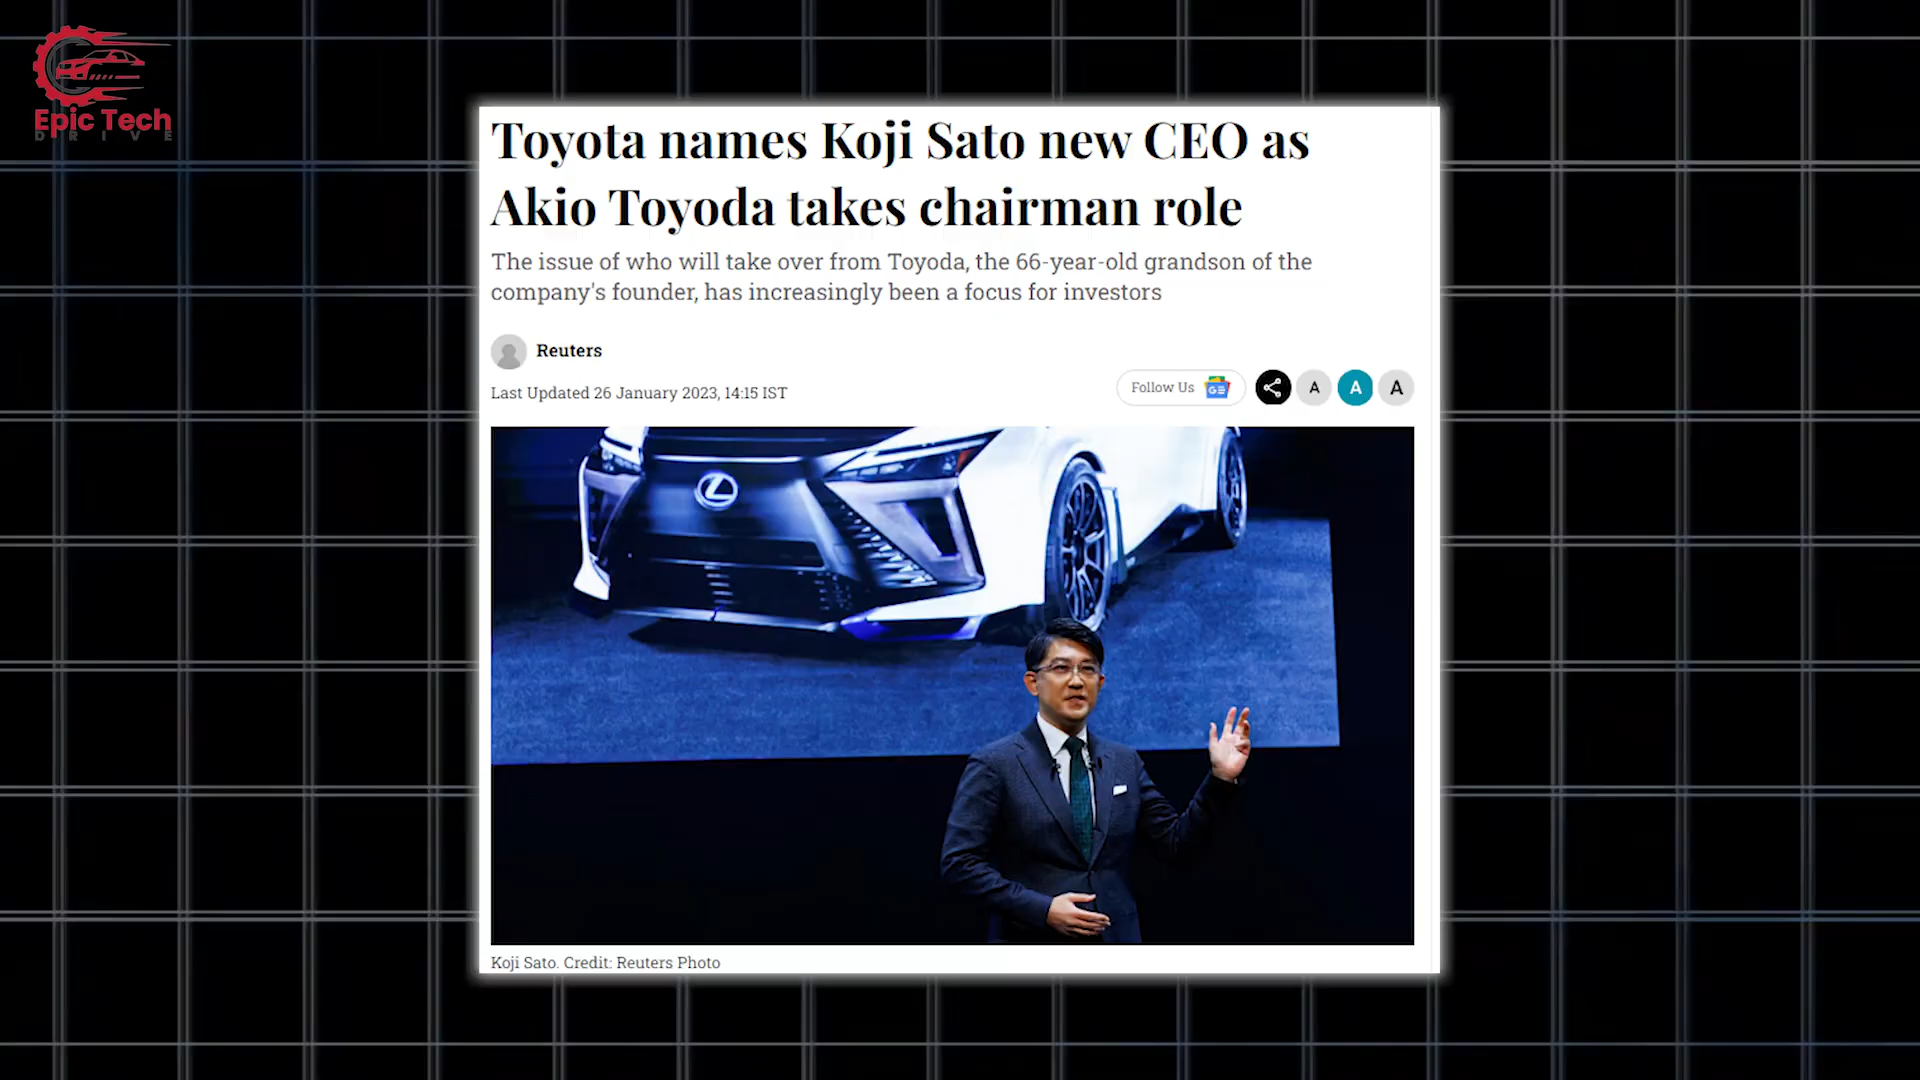 Epic Tech
DRIVE
Toyota names Koji Sato new CEO as
Akio Toyoda takes chairman role
The issue of who will take over from Toyoda, the 66-year-old grandson of the
company's founder, has increasingly been a focus for investors
Reuters
Last Updated 26 January 2023, 14:15 IST
Follow Us
GE
A
A
A
Koji Sato. Credit: Reuters Photo